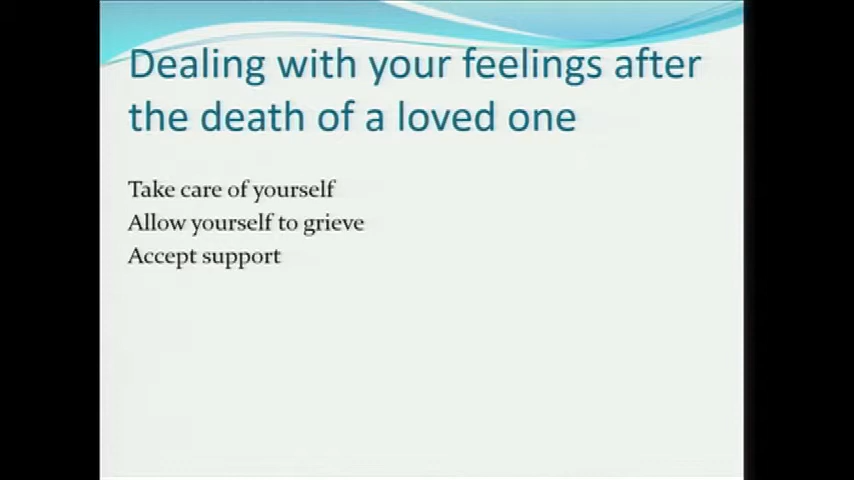 Dealing with your feelings after
the death of a loved one
Take care of yourself
Allow yourself to grieve
Accept support